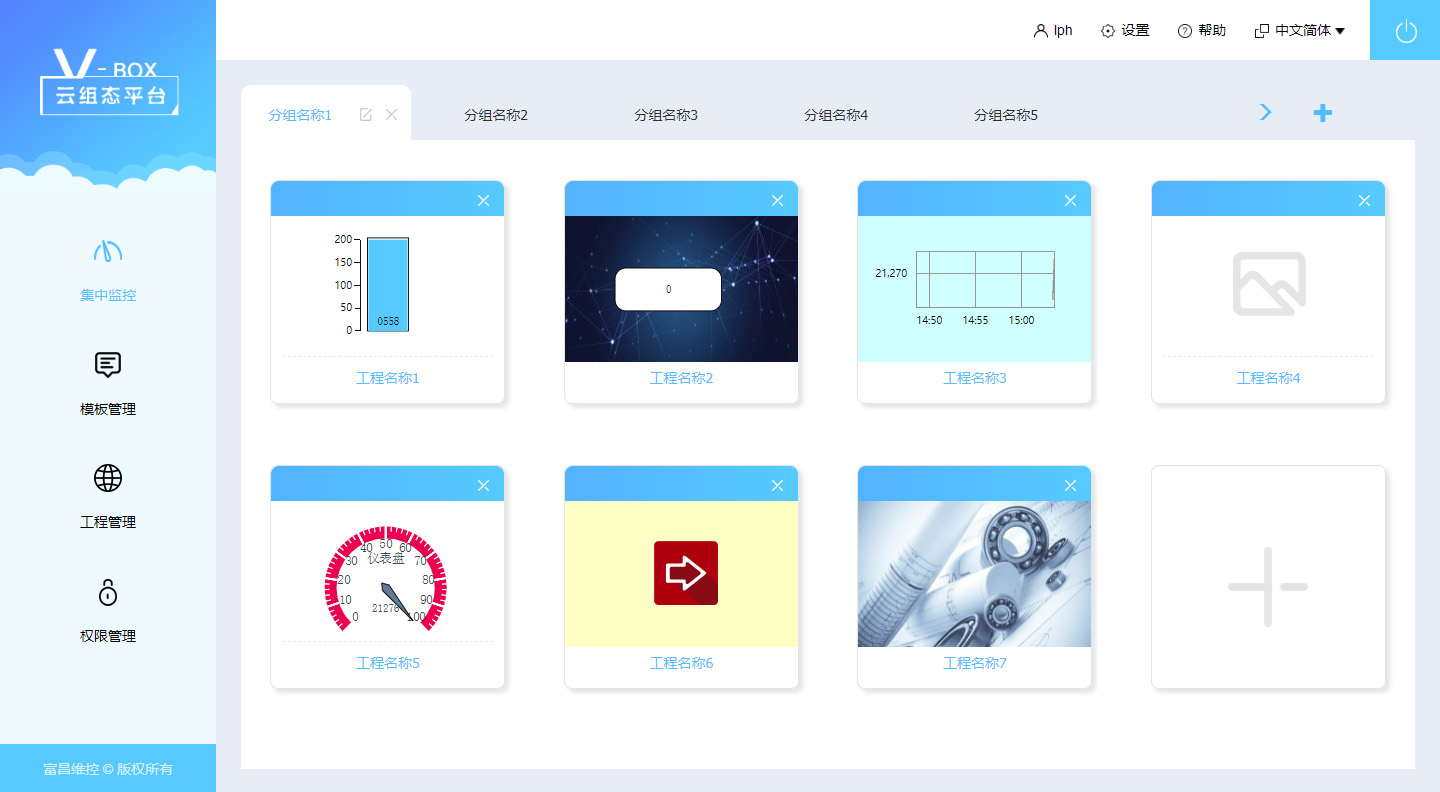 V-BOX
云组态平台
lph
设置
帮助
中文简体
分组名称1
分组名称2
分组名称3
分组名称4
分组名称5
集中监控
模板管理
工程管理
权限管理
200
150
100
50
0
0558
工程名称1
0
工程名称2
21,270
14:50
14:55
15:00
工程名称3
工程名称4
0
10
20
30
40
50
60
70
80
90
100
仪表盘
21276
工程名称5
工程名称6
工程名称7
富昌维控 © 版权所有